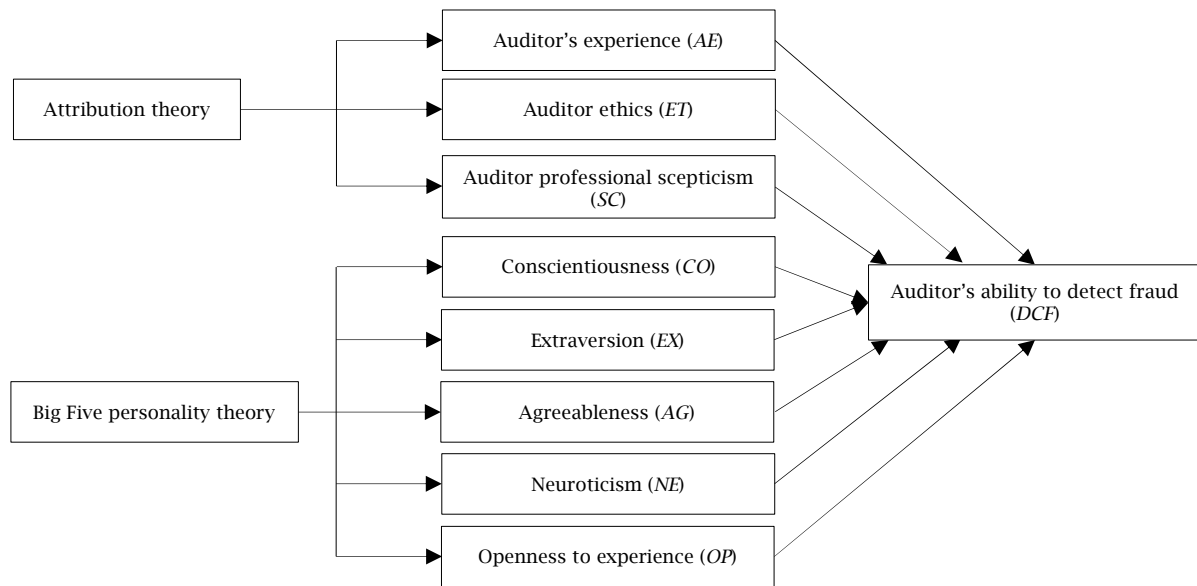 Attribution theory
Auditor’s experience (AE)
Auditor ethics (ET)
Auditor professional scepticism
(SC)
Big Five personality theory
Conscientiousness (CO)
Extraversion (EX)
Agreeableness (AG)
Neuroticism (NE)
Openness to experience (OP)
Auditor’s ability to detect fraud
(DCF)